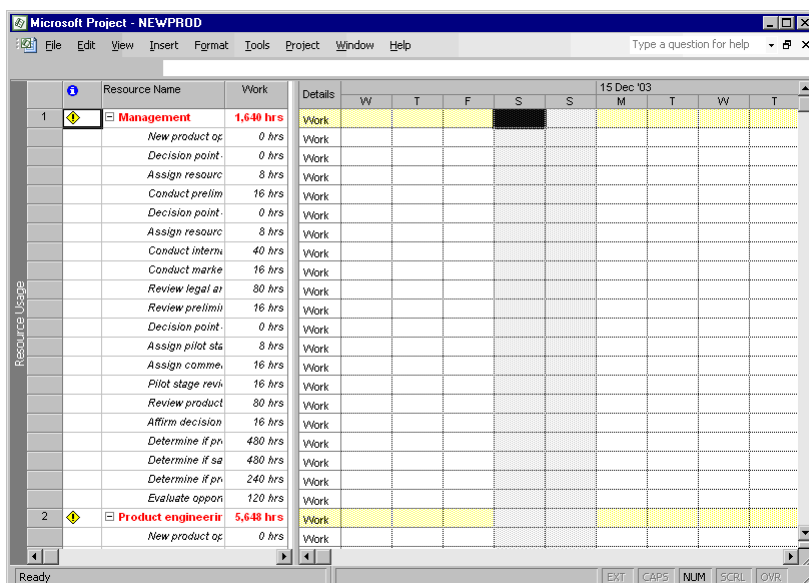 Microsoft Project - NEWPROD
File Edit View Insert Format Tools Project Window Help Type a question for help
Resource Name Work Details 15 Dec '03
W T F S S M T W T
1 Management 1,640 hrs Work
New product op 0 hrs Work
Decision point - 0 hrs Work
Assign resourc 8 hrs Work
Conduct prelim 16 hrs Work
Decision point - 0 hrs Work
Assign resourc 8 hrs Work
Conduct interna 40 hrs Work
Conduct marke 16 hrs Work
Review legal ar 80 hrs Work
Review prelimii 16 hrs Work
Decision point - 0 hrs Work
Assign pilot sta 8 hrs Work
Assign comme 16 hrs Work
Pilot stage revi 16 hrs Work
Review product 80 hrs Work
Affirm decision 16 hrs Work
Determine if pr 480 hrs Work
Determine if sa 480 hrs Work
Determine if pr 240 hrs Work
Evaluate oppor 120 hrs Work
2 Product engineerir 5,648 hrs Work
New product op 0 hrs Work
Resource Usage
Ready EXT CAPS NUM SCRL OVR